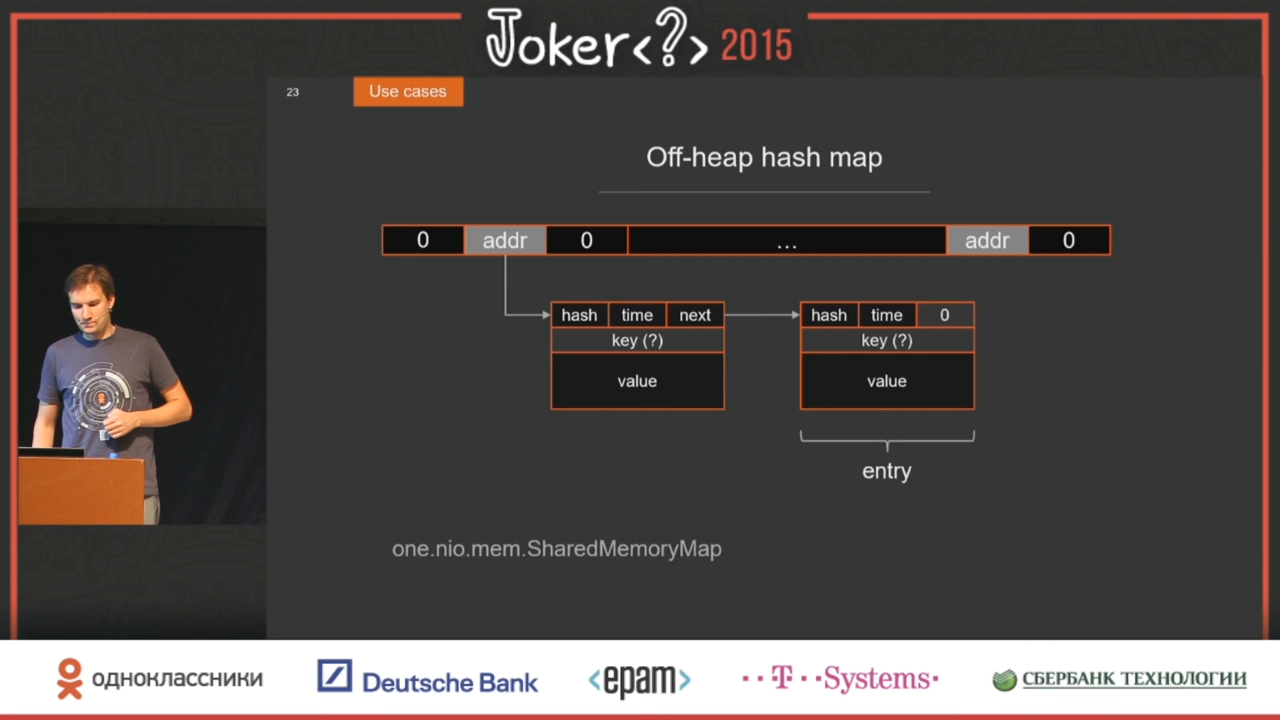 Joker<?> 2015
23
Use cases
Off-heap hash map
0 addr 0 ... addr 0
hash time next
key (?)
value
hash time 0
key (?)
value
entry
one.nio.mem.SharedMemoryMap
одноклассники
Deutsche Bank
<epam>
··T··Systems·
СБЕРБАНК ТЕХНОЛОГИИ